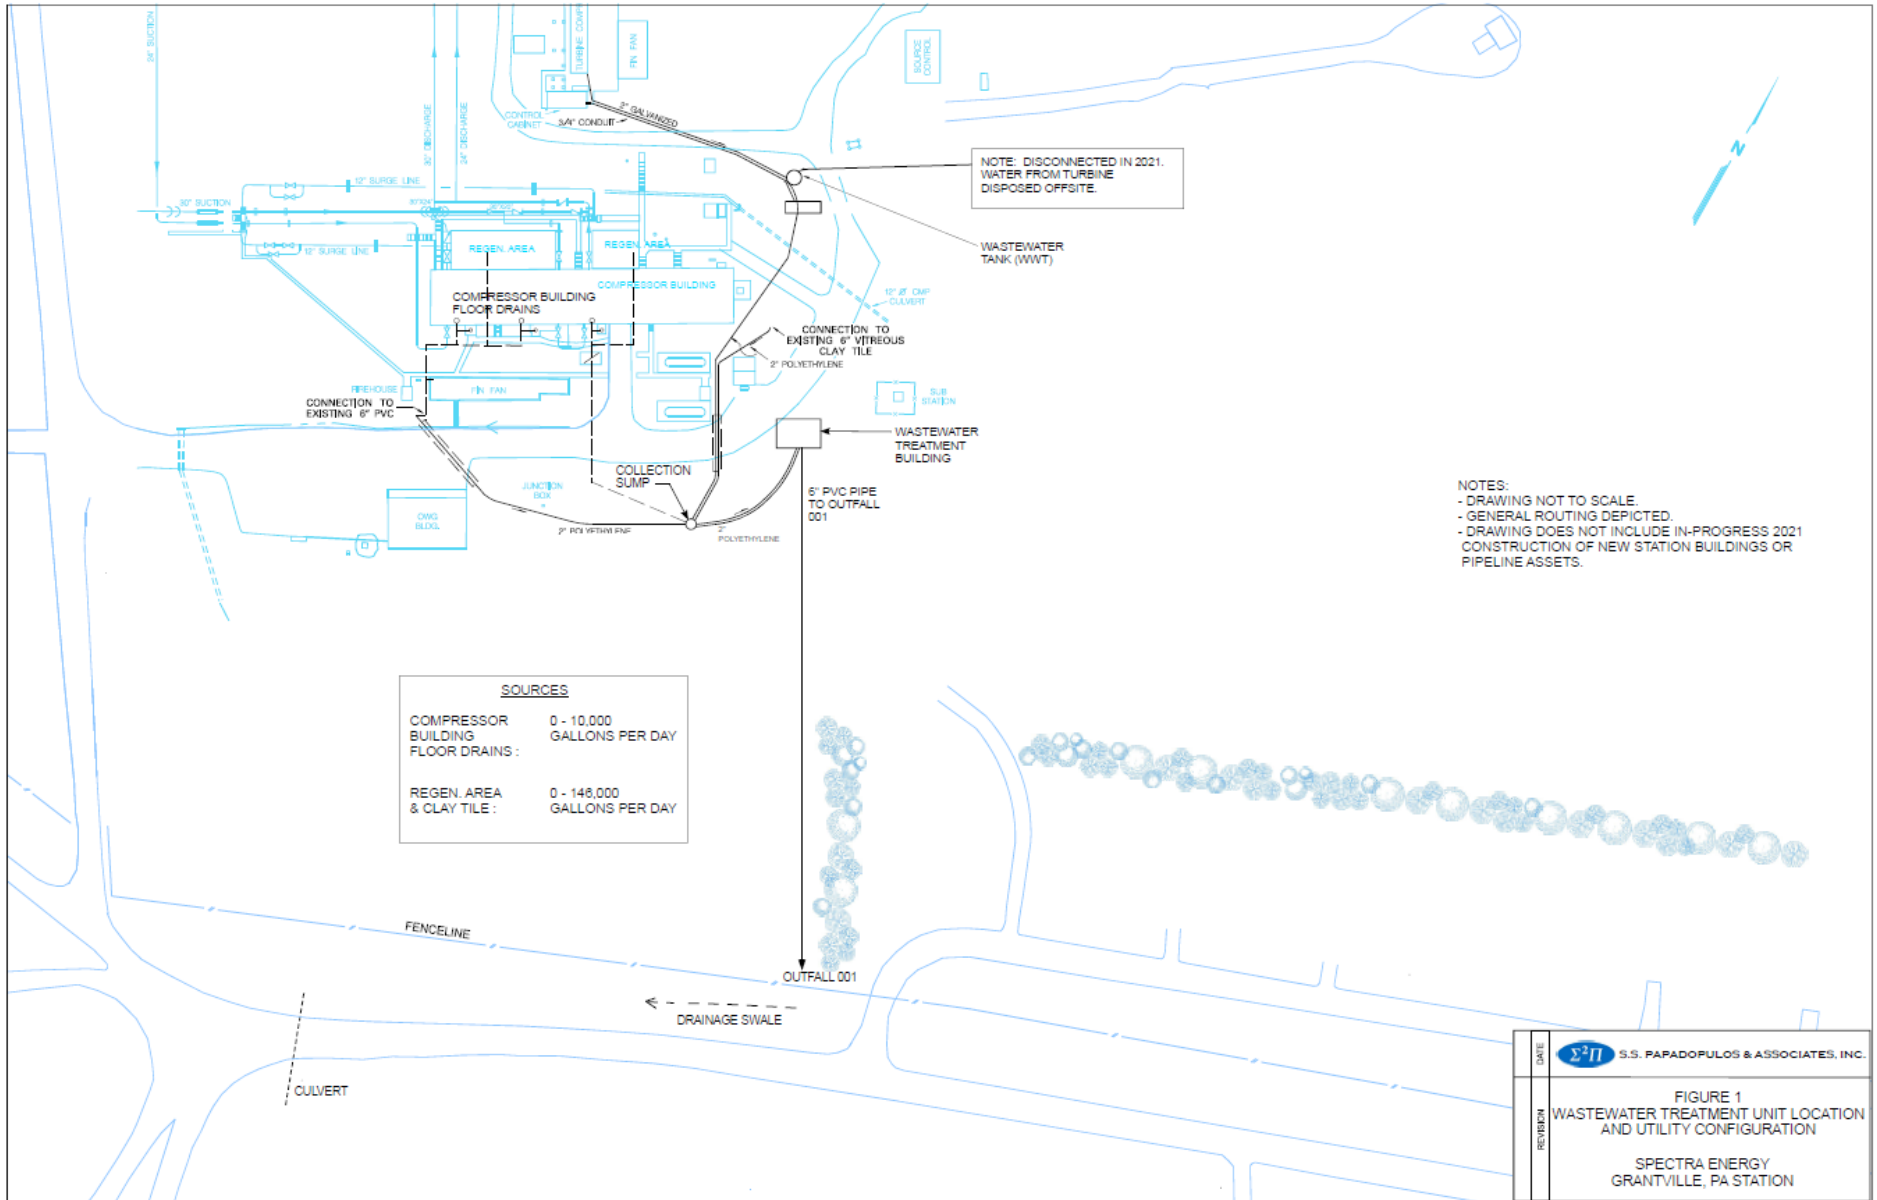 24" SUCTION
30" DISCHARGE
24" DISCHARGE
FIN FAN
SOURCE
CONTROL
CONTROL
CABINET
2" GALVANIZED
3/4" CONDUIT
N
NOTE: DISCONNECTED IN 2021.
WATER FROM TURBINE
DISPOSED OFFSITE.
12" SURGE LINE
30" SUCTION
12" SURGE LINE
REGEN. AREA
REGEN. AREA
WASTEWATER
TANK (WWT)
COMPRESSOR BUILDING
COMPRESSOR BUILDING
FLOOR DRAINS
12" Ø CMP
CULVERT
CONNECTION TO
EXISTING 6" VITREOUS
CLAY TILE
2" POLYETHYLENE
FIREHOUSE
FIN FAN
SUB
STATION
CONNECTION TO
EXISTING 6" PVC
WASTEWATER
TREATMENT
BUILDING
COLLECTION
SUMP
JUNCTION
BOX
6" PVC PIPE
TO OUTFALL
001
OWG
BLDG.
2" POLYETHYLENE
2"
POLYETHYLENE
NOTES:
- DRAWING NOT TO SCALE.
- GENERAL ROUTING DEPICTED.
- DRAWING DOES NOT INCLUDE IN-PROGRESS 2021
CONSTRUCTION OF NEW STATION BUILDINGS OR
PIPELINE ASSETS.
SOURCES
COMPRESSOR 0 - 10,000
BUILDING GALLONS PER DAY
FLOOR DRAINS :
REGEN. AREA 0 - 146,000
& CLAY TILE : GALLONS PER DAY
FENCELINE
OUTFALL 001
DRAINAGE SWALE
CULVERT
DATE
REVISION
Σ²Π S.S. PAPADOPULOS & ASSOCIATES, INC.
FIGURE 1
WASTEWATER TREATMENT UNIT LOCATION
AND UTILITY CONFIGURATION
SPECTRA ENERGY
GRANTVILLE, PA STATION